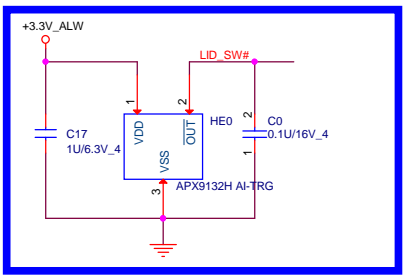 +3.3V_ALW
LID_SW#
1
2
HE0
2
C0
0.1U/16V_4
1
C17
1U/6.3V_4
VDD
OUT
VSS
3
APX9132H AI-TRG